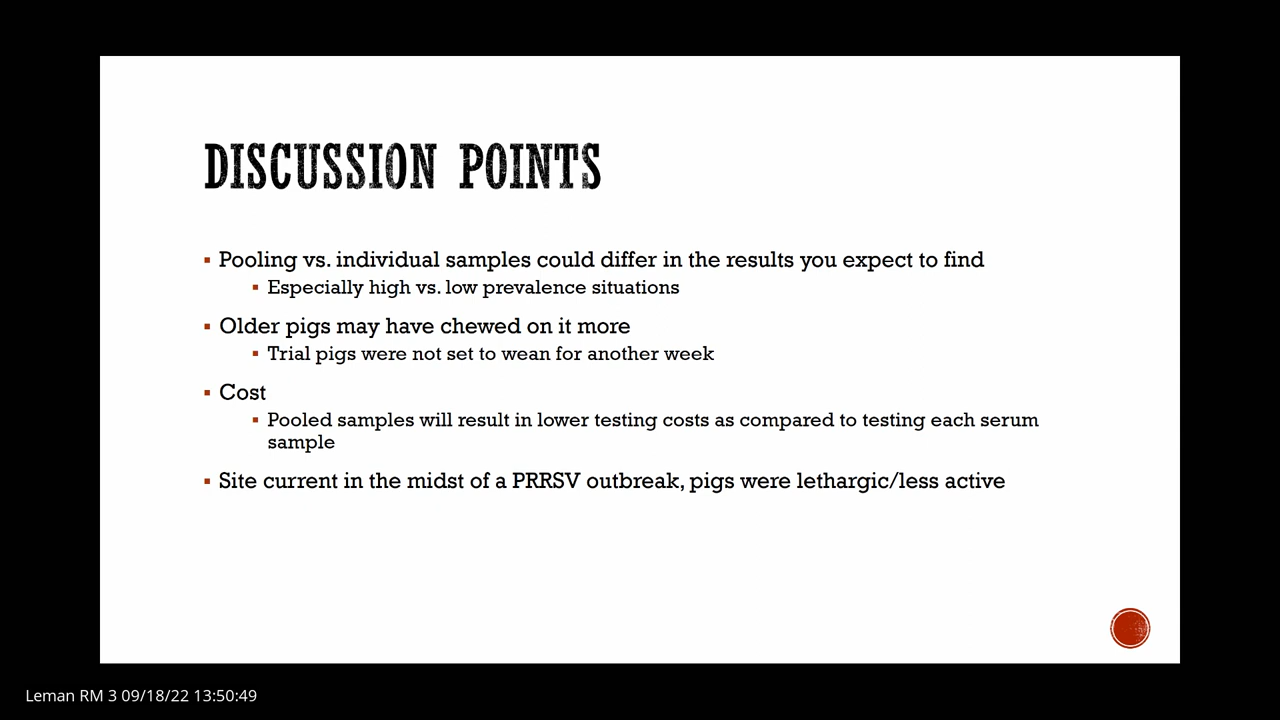 DISCUSSION POINTS
▪ Pooling vs. individual samples could differ in the results you expect to find
▪ Especially high vs. low prevalence situations
▪ Older pigs may have chewed on it more
▪ Trial pigs were not set to wean for another week
▪ Cost
▪ Pooled samples will result in lower testing costs as compared to testing each serum
sample
▪ Site current in the midst of a PRRSV outbreak, pigs were lethargic/less active
Leman RM 3 09/18/22 13:50:49